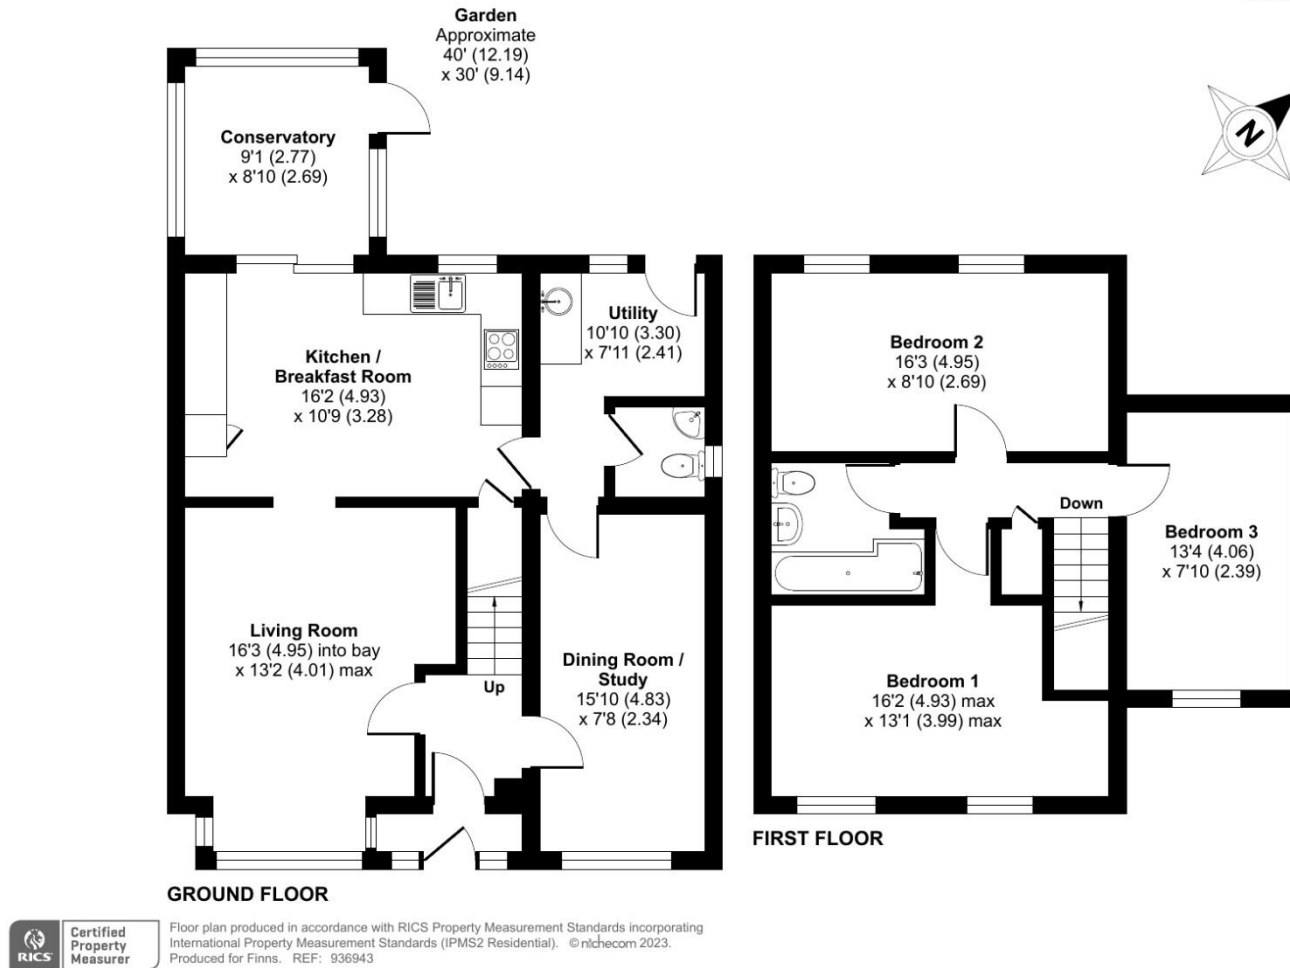 Garden
Approximate
40' (12.19)
x 30' (9.14)
Conservatory
9'1 (2.77)
x 8'10 (2.69)
N
Utility
10'10 (3.30)
x 7'11 (2.41)
Kitchen /
Breakfast Room
16'2 (4.93)
x 10'9 (3.28)
Bedroom 2
16'3 (4.95)
x 8'10 (2.69)
Down
Bedroom 3
13'4 (4.06)
x 7'10 (2.39)
Living Room
16'3 (4.95) into bay
x 13'2 (4.01) max
Up
Dining Room /
Study
15'10 (4.83)
x 7'8 (2.34)
Bedroom 1
16'2 (4.93) max
x 13'1 (3.99) max
FIRST FLOOR
GROUND FLOOR
RICS
Certified
Property
Measurer
Floor plan produced in accordance with RICS Property Measurement Standards incorporating
International Property Measurement Standards (IPMS2 Residential). © nichecom 2023.
Produced for Finns. REF: 936943